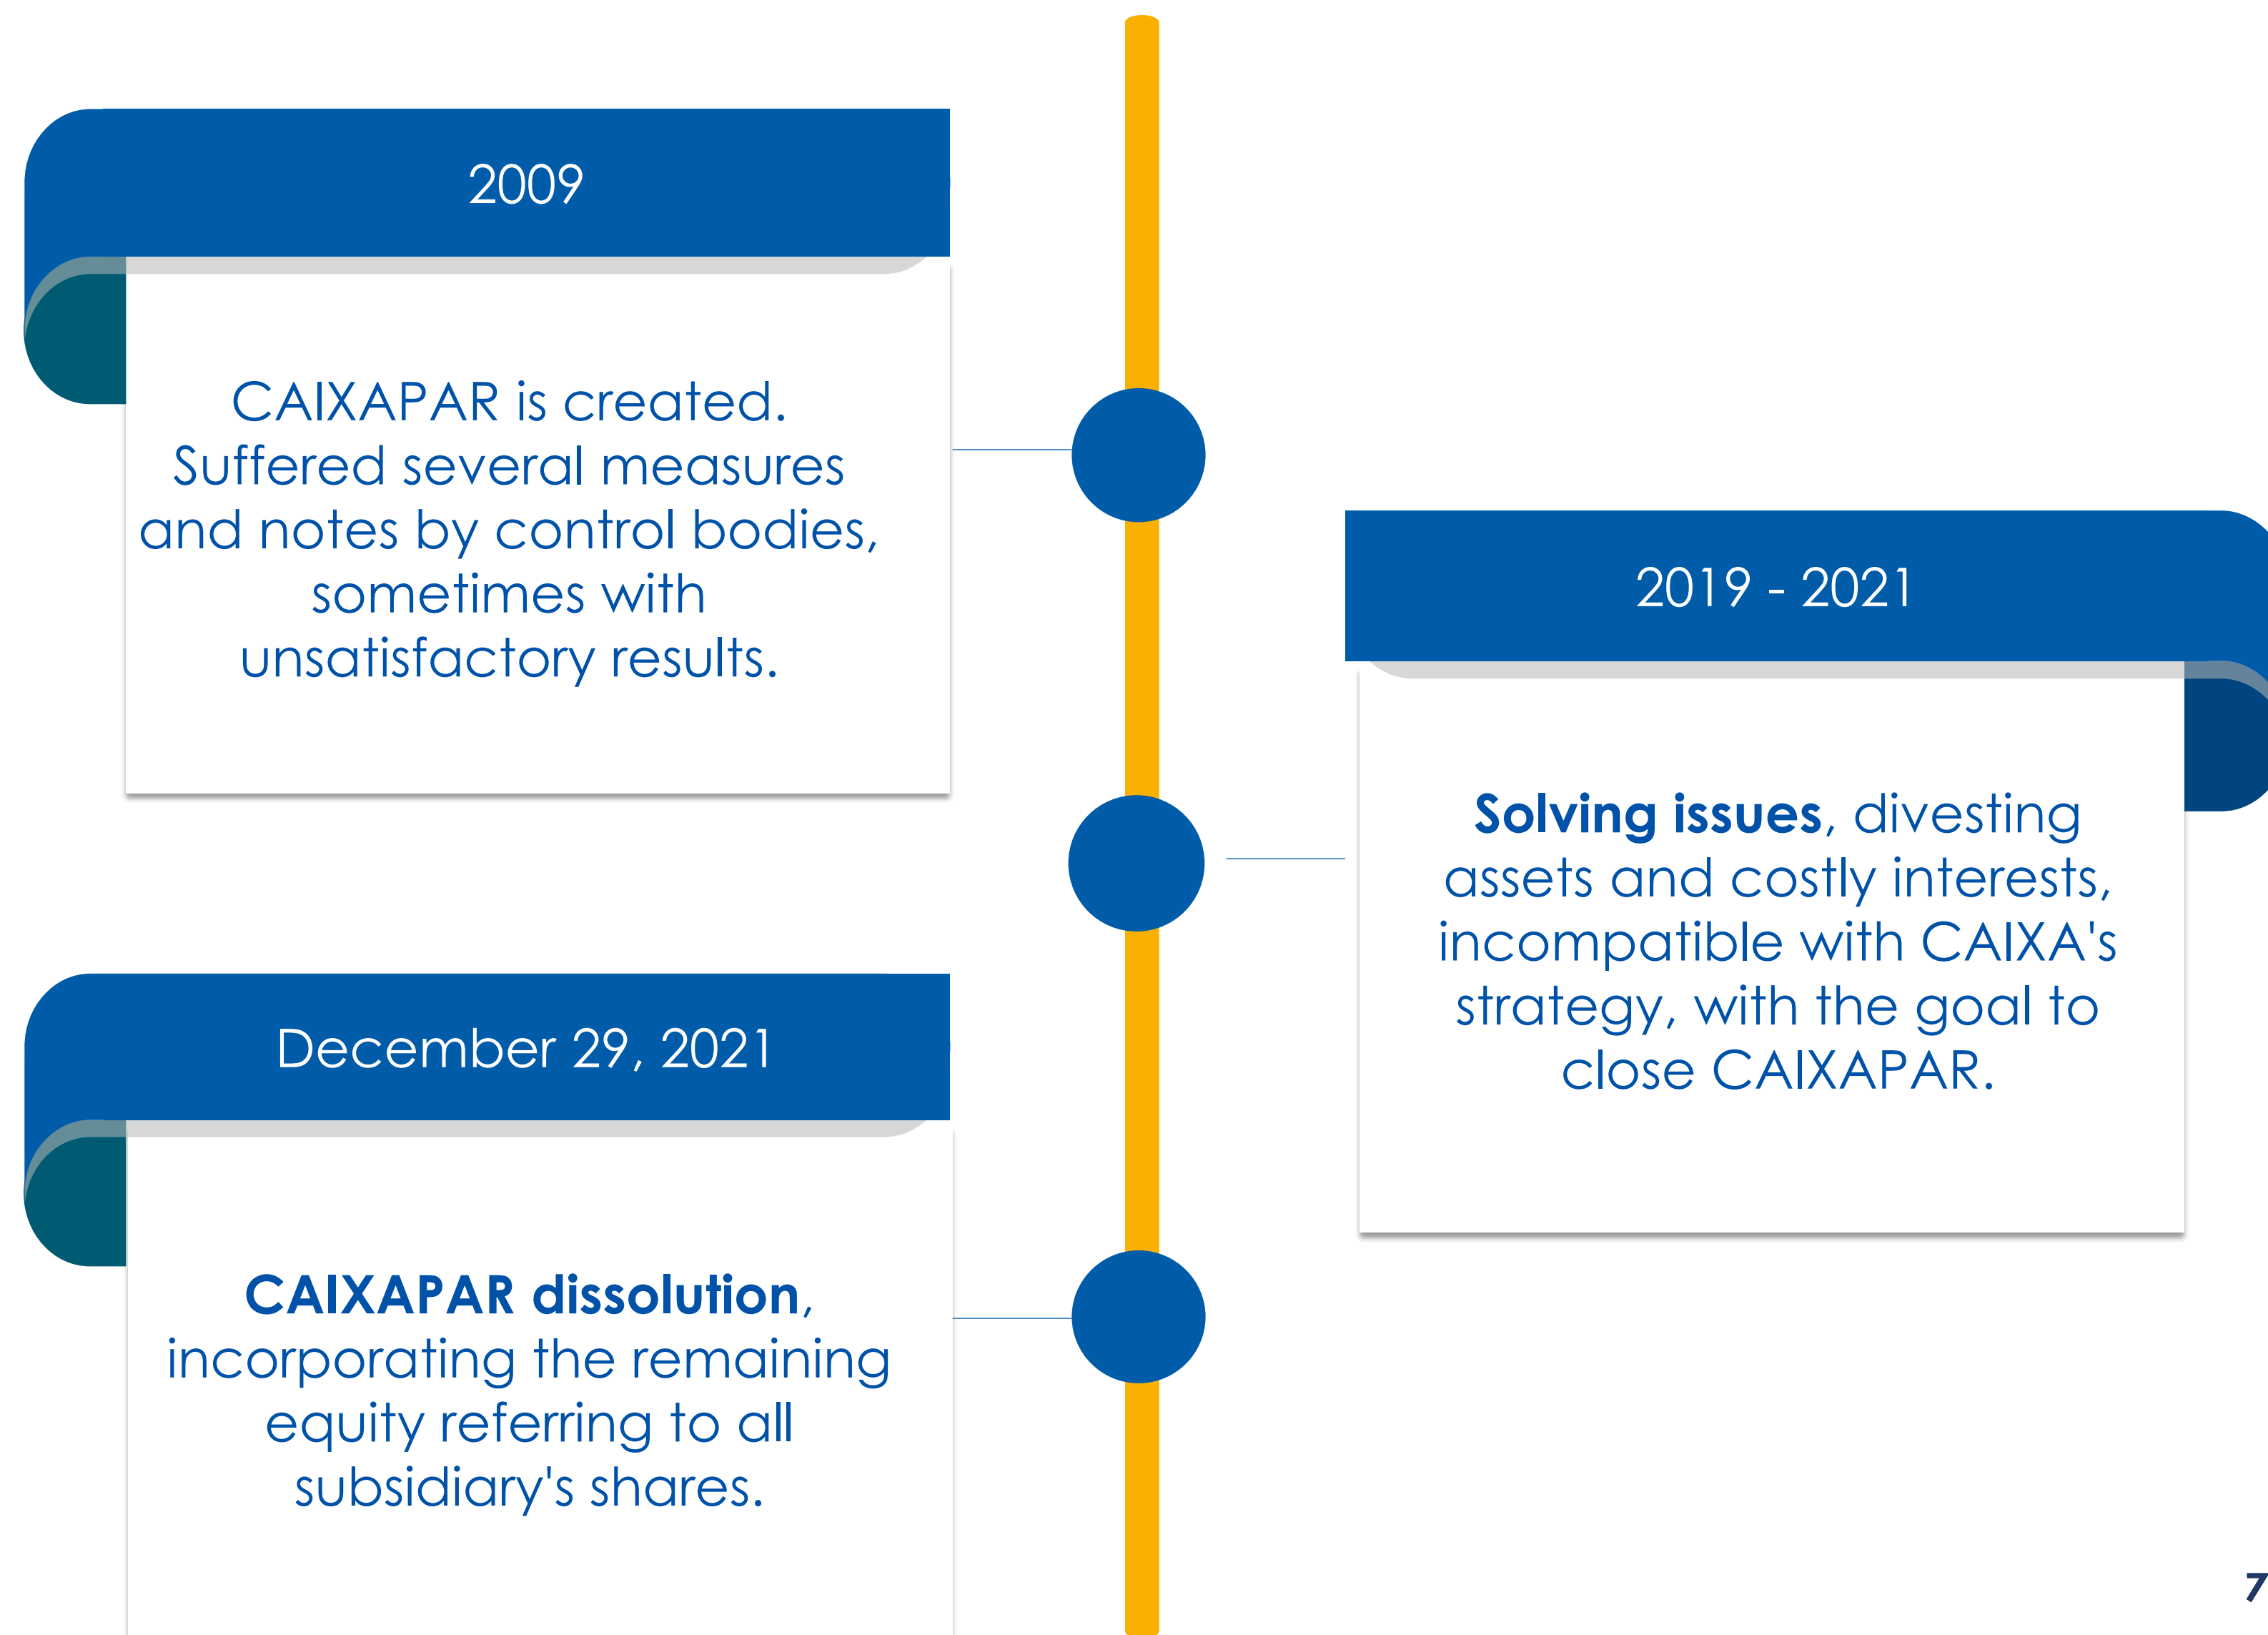 2009
CAIXAPAR is created.
Suffered several measures
and notes by control bodies,
sometimes with
unsatisfactory results.
2019 - 2021
Solving issues, divesting
assets and costly interests,
incompatible with CAIXA's
strategy, with the goal to
close CAIXAPAR.
December 29, 2021
CAIXAPAR dissolution,
incorporating the remaining
equity referring to all
subsidiary's shares.
7